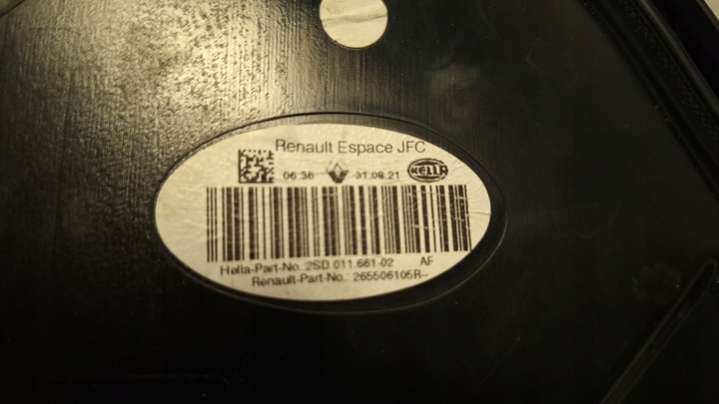 Renault Espace JFC
06:36 31.08.21 HELLA
Hella-Part-No. 2SD 011.661-02 AF
Renault-Part-No.: 265506105R--